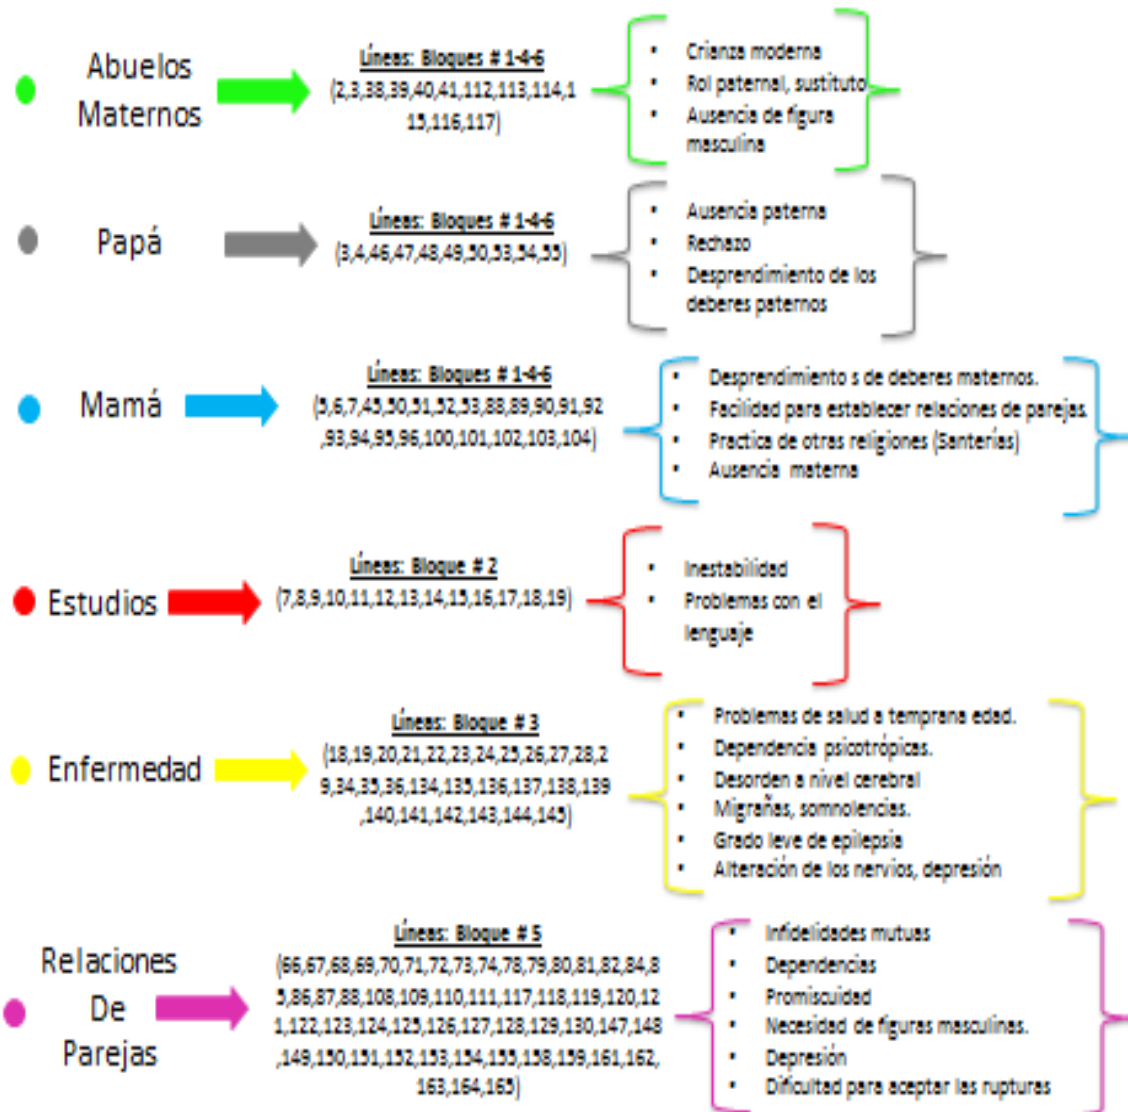 Abuelos
Maternos
Líneas: Bloques # 1-4-6
(2,3,38,39,40,41,112,113,114,1
15,116,117)
• Crianza moderna
• Rol paternal, sustituto
• Ausencia de figura
masculina
Papá
Líneas: Bloques # 1-4-6
(3,4,46,47,48,49,50,53,54,55)
• Ausencia paterna
• Rechazo
• Desprendimiento de los
deberes paternos
Mamá
Líneas: Bloques # 1-4-6
(5,6,7,45,50,51,52,53,88,89,90,91,92
,93,94,95,96,100,101,102,103,104)
• Desprendimiento s de deberes maternos.
• Facilidad para establecer relaciones de parejas.
• Practica de otras religiones (Santerías)
• Ausencia materna
Estudios
Líneas: Bloque # 2
(7,8,9,10,11,12,13,14,15,16,17,18,19)
• Inestabilidad
• Problemas con el
lenguaje
Enfermedad
Líneas: Bloque # 3
(18,19,20,21,22,23,24,25,26,27,28,2
9,34,35,36,134,135,136,137,138,139
,140,141,142,143,144,145)
• Problemas de salud a temprana edad.
• Dependencia psicotrópicas.
• Desorden a nivel cerebral
• Migrañas, somnolencias.
• Grado leve de epilepsia
• Alteración de los nervios, depresión
Relaciones
De
Parejas
Líneas: Bloque # 5
(66,67,68,69,70,71,72,73,74,78,79,80,81,82,84,8
5,86,87,88,108,109,110,111,117,118,119,120,12
1,122,123,124,125,126,127,128,129,130,147,148
,149,150,151,152,153,154,155,158,159,161,162,
163,164,165)
• Infidelidades mutuas
• Dependencias
• Promiscuidad
• Necesidad de figuras masculinas.
• Depresión
• Dificultad para aceptar las rupturas